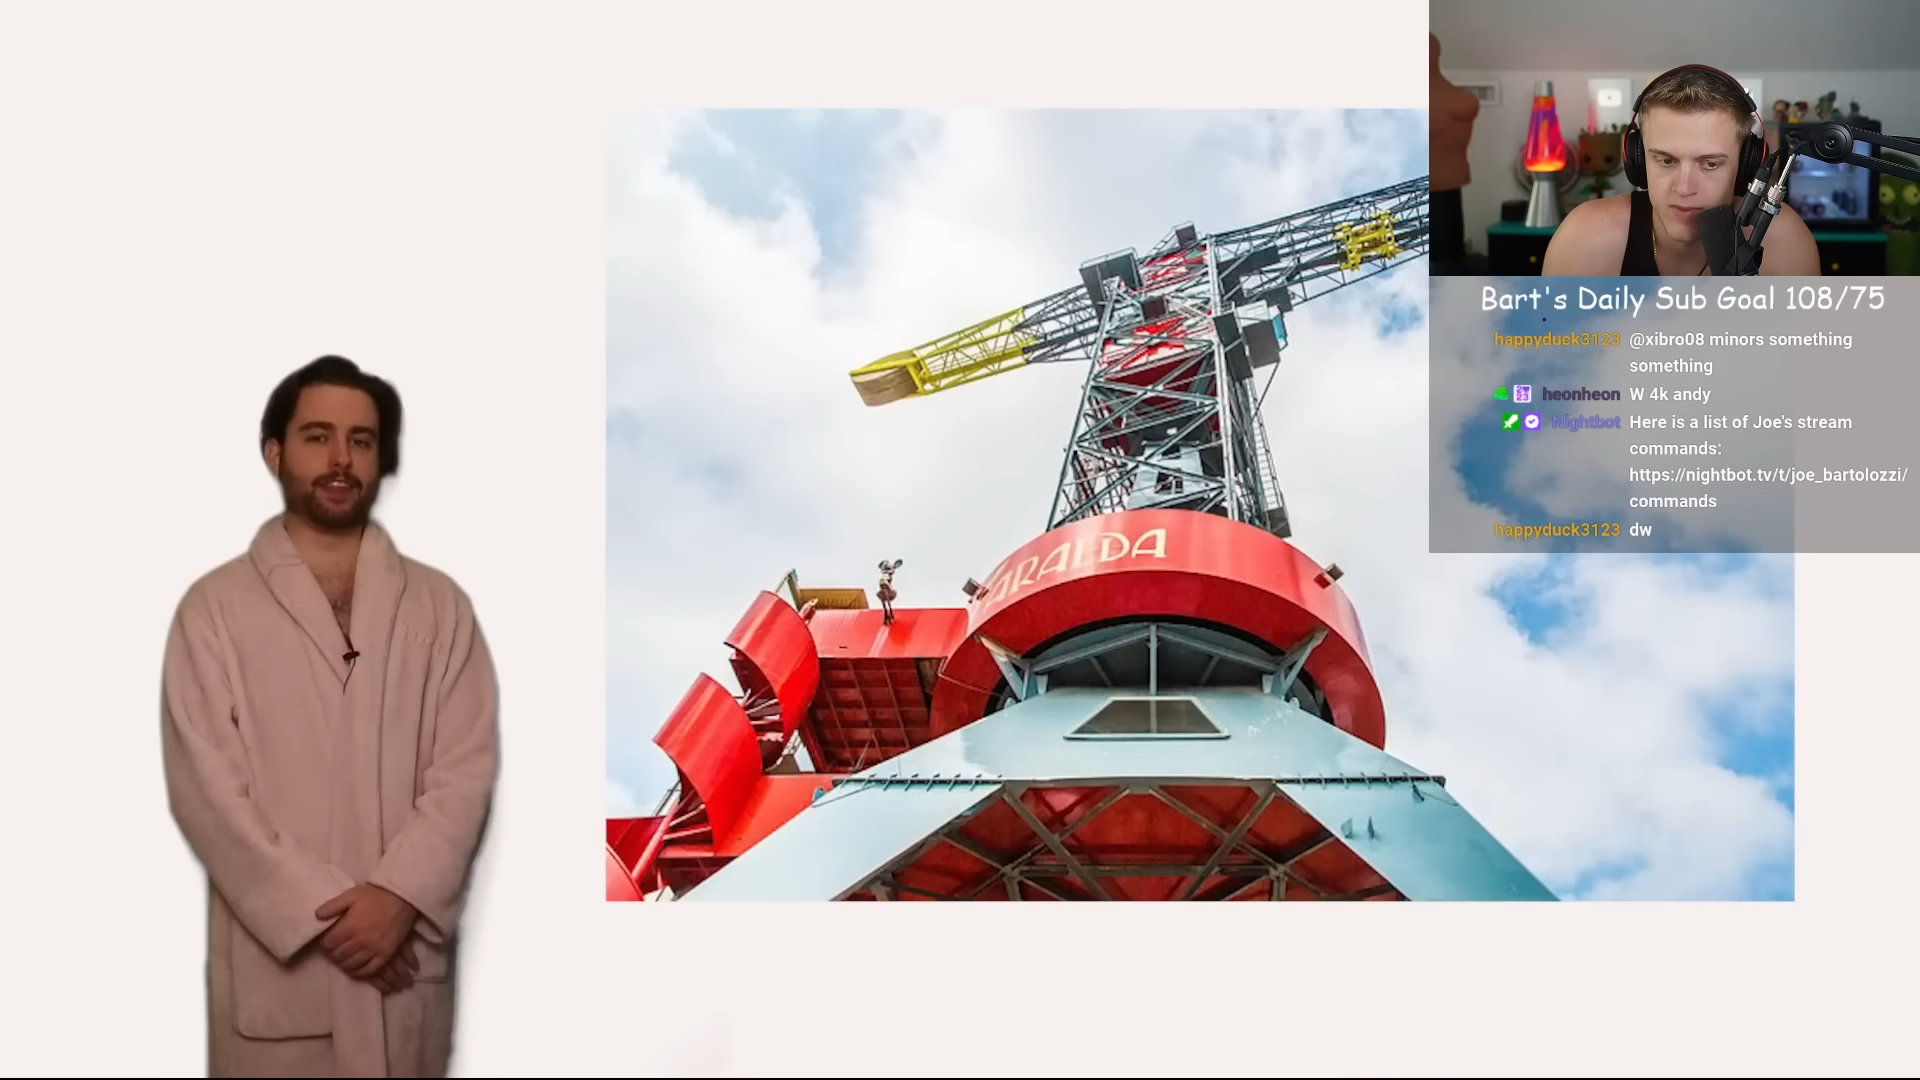 Bart's Daily Sub Goal 108/75
happyduck3123 @xibro08 minors something
something
heonheon W 4k andy
Nightbot Here is a list of Joe's stream
commands:
https://nightbot.tv/t/joe_bartolozzi/
commands
happyduck3123 dw
ARALDA